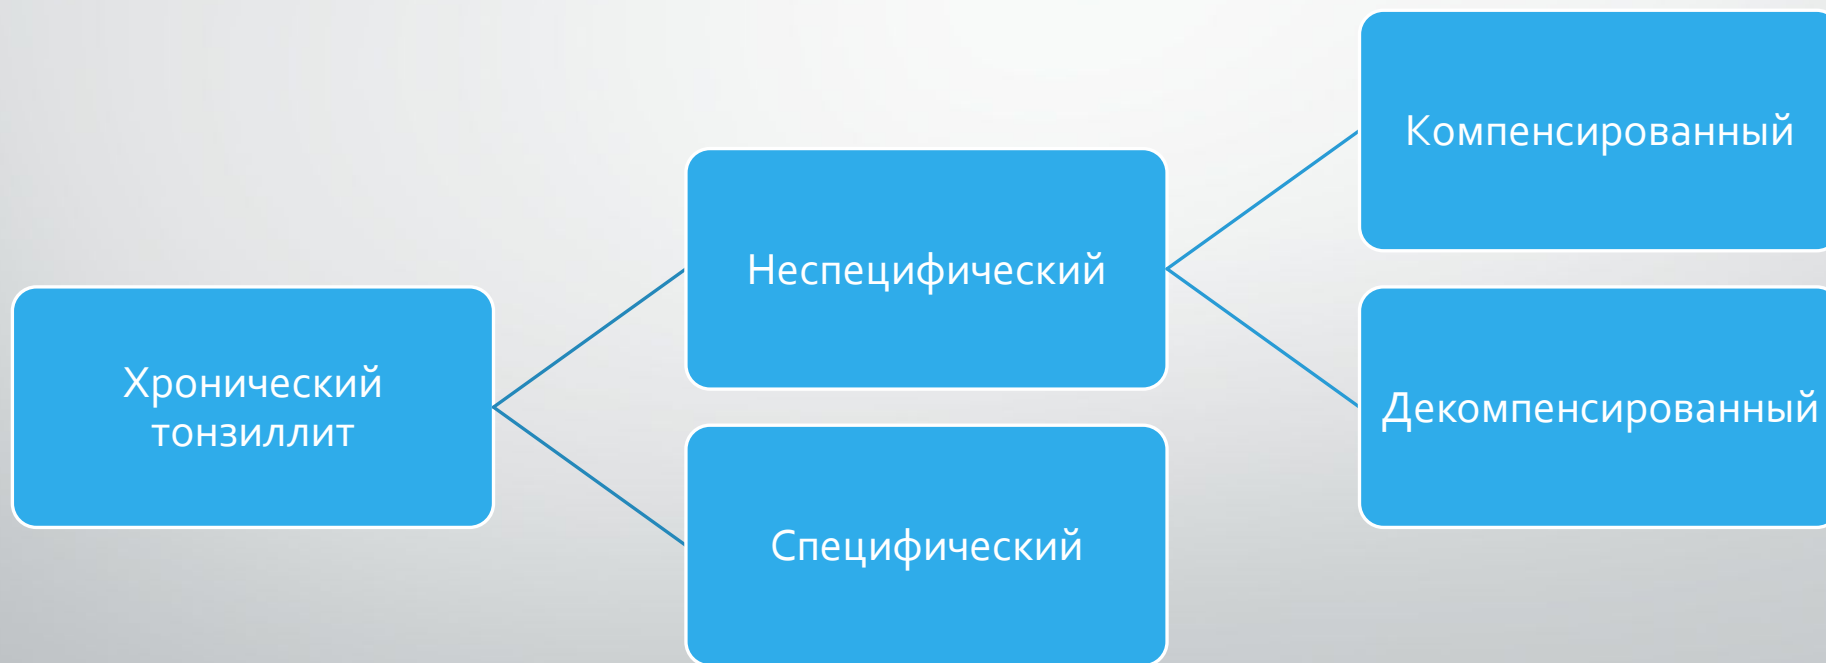 Хронический
тонзиллит
Неспецифический
Специфический
Компенсированный
Декомпенсированный